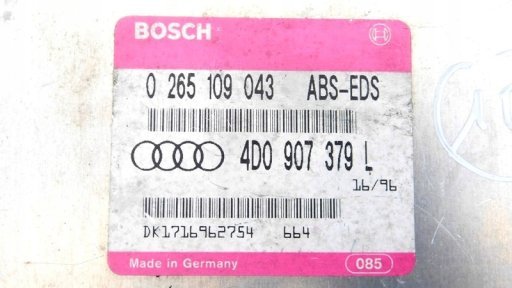 BOSCH
0 265 109 043 ABS-EDS
4D0 907 379 L
16/96
DK1716962754 664
Made in Germany 085